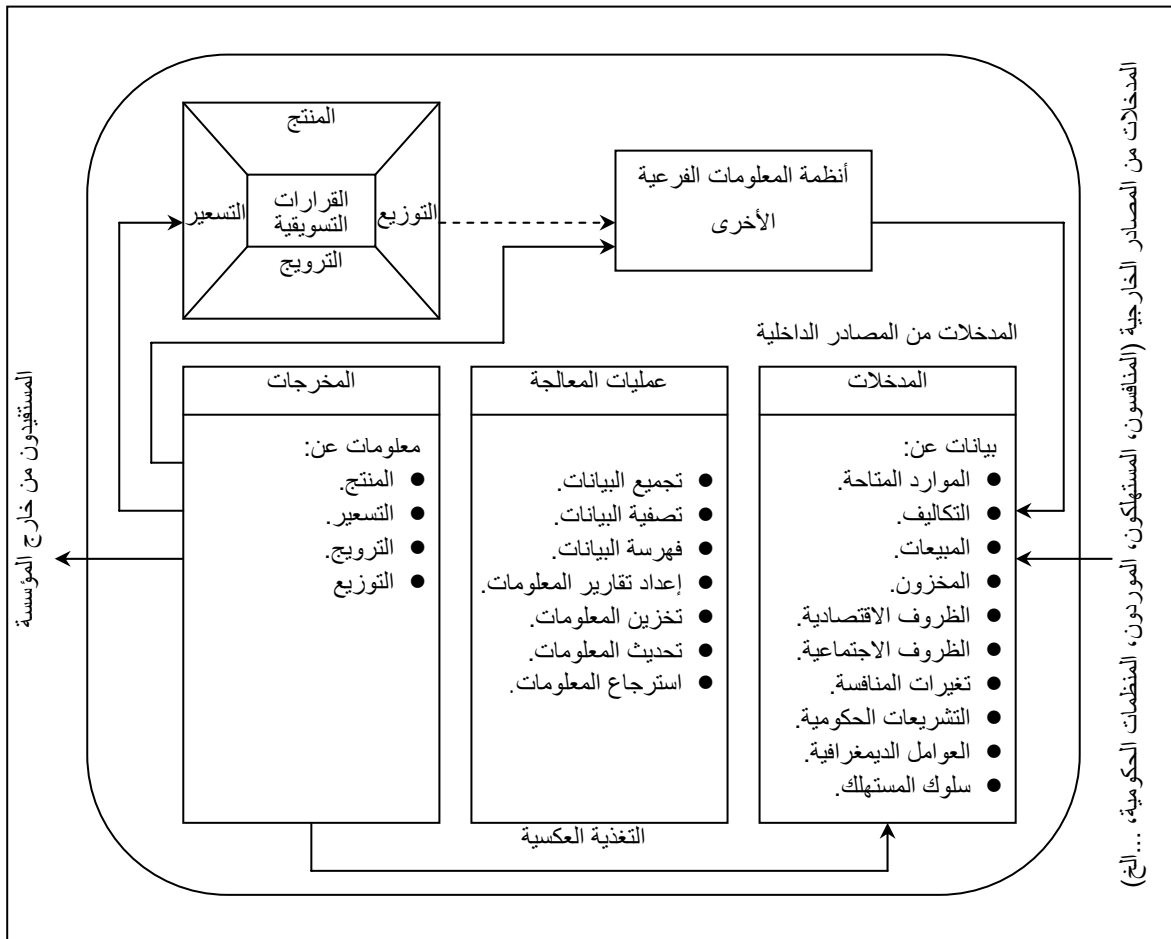 المنتج
التسعير
القرارات
التسويقية
التوزيع
الترويج
أنظمة المعلومات الفرعية
الأخرى
المدخلات من المصادر الخارجية (المنافسون، المستهلكون، الموردون، المنظمات الحكومية، ...الخ)
المدخلات من المصادر الداخلية
المدخلات
بيانات عن:
● الموارد المتاحة.
● التكاليف.
● المبيعات.
● المخزون.
● الظروف الاقتصادية.
● الظروف الاجتماعية.
● تغيرات المنافسة.
● التشريعات الحكومية.
● العوامل الديمغرافية.
● سلوك المستهلك.
عمليات المعالجة
● تجميع البيانات.
● تصفية البيانات.
● فهرسة البيانات.
● إعداد تقارير المعلومات.
● تخزين المعلومات.
● تحديث المعلومات.
● استرجاع المعلومات.
المخرجات
معلومات عن:
● المنتج.
● التسعير.
● الترويج.
● التوزيع
المستفيدون من خارج المؤسسة
التغذية العكسية